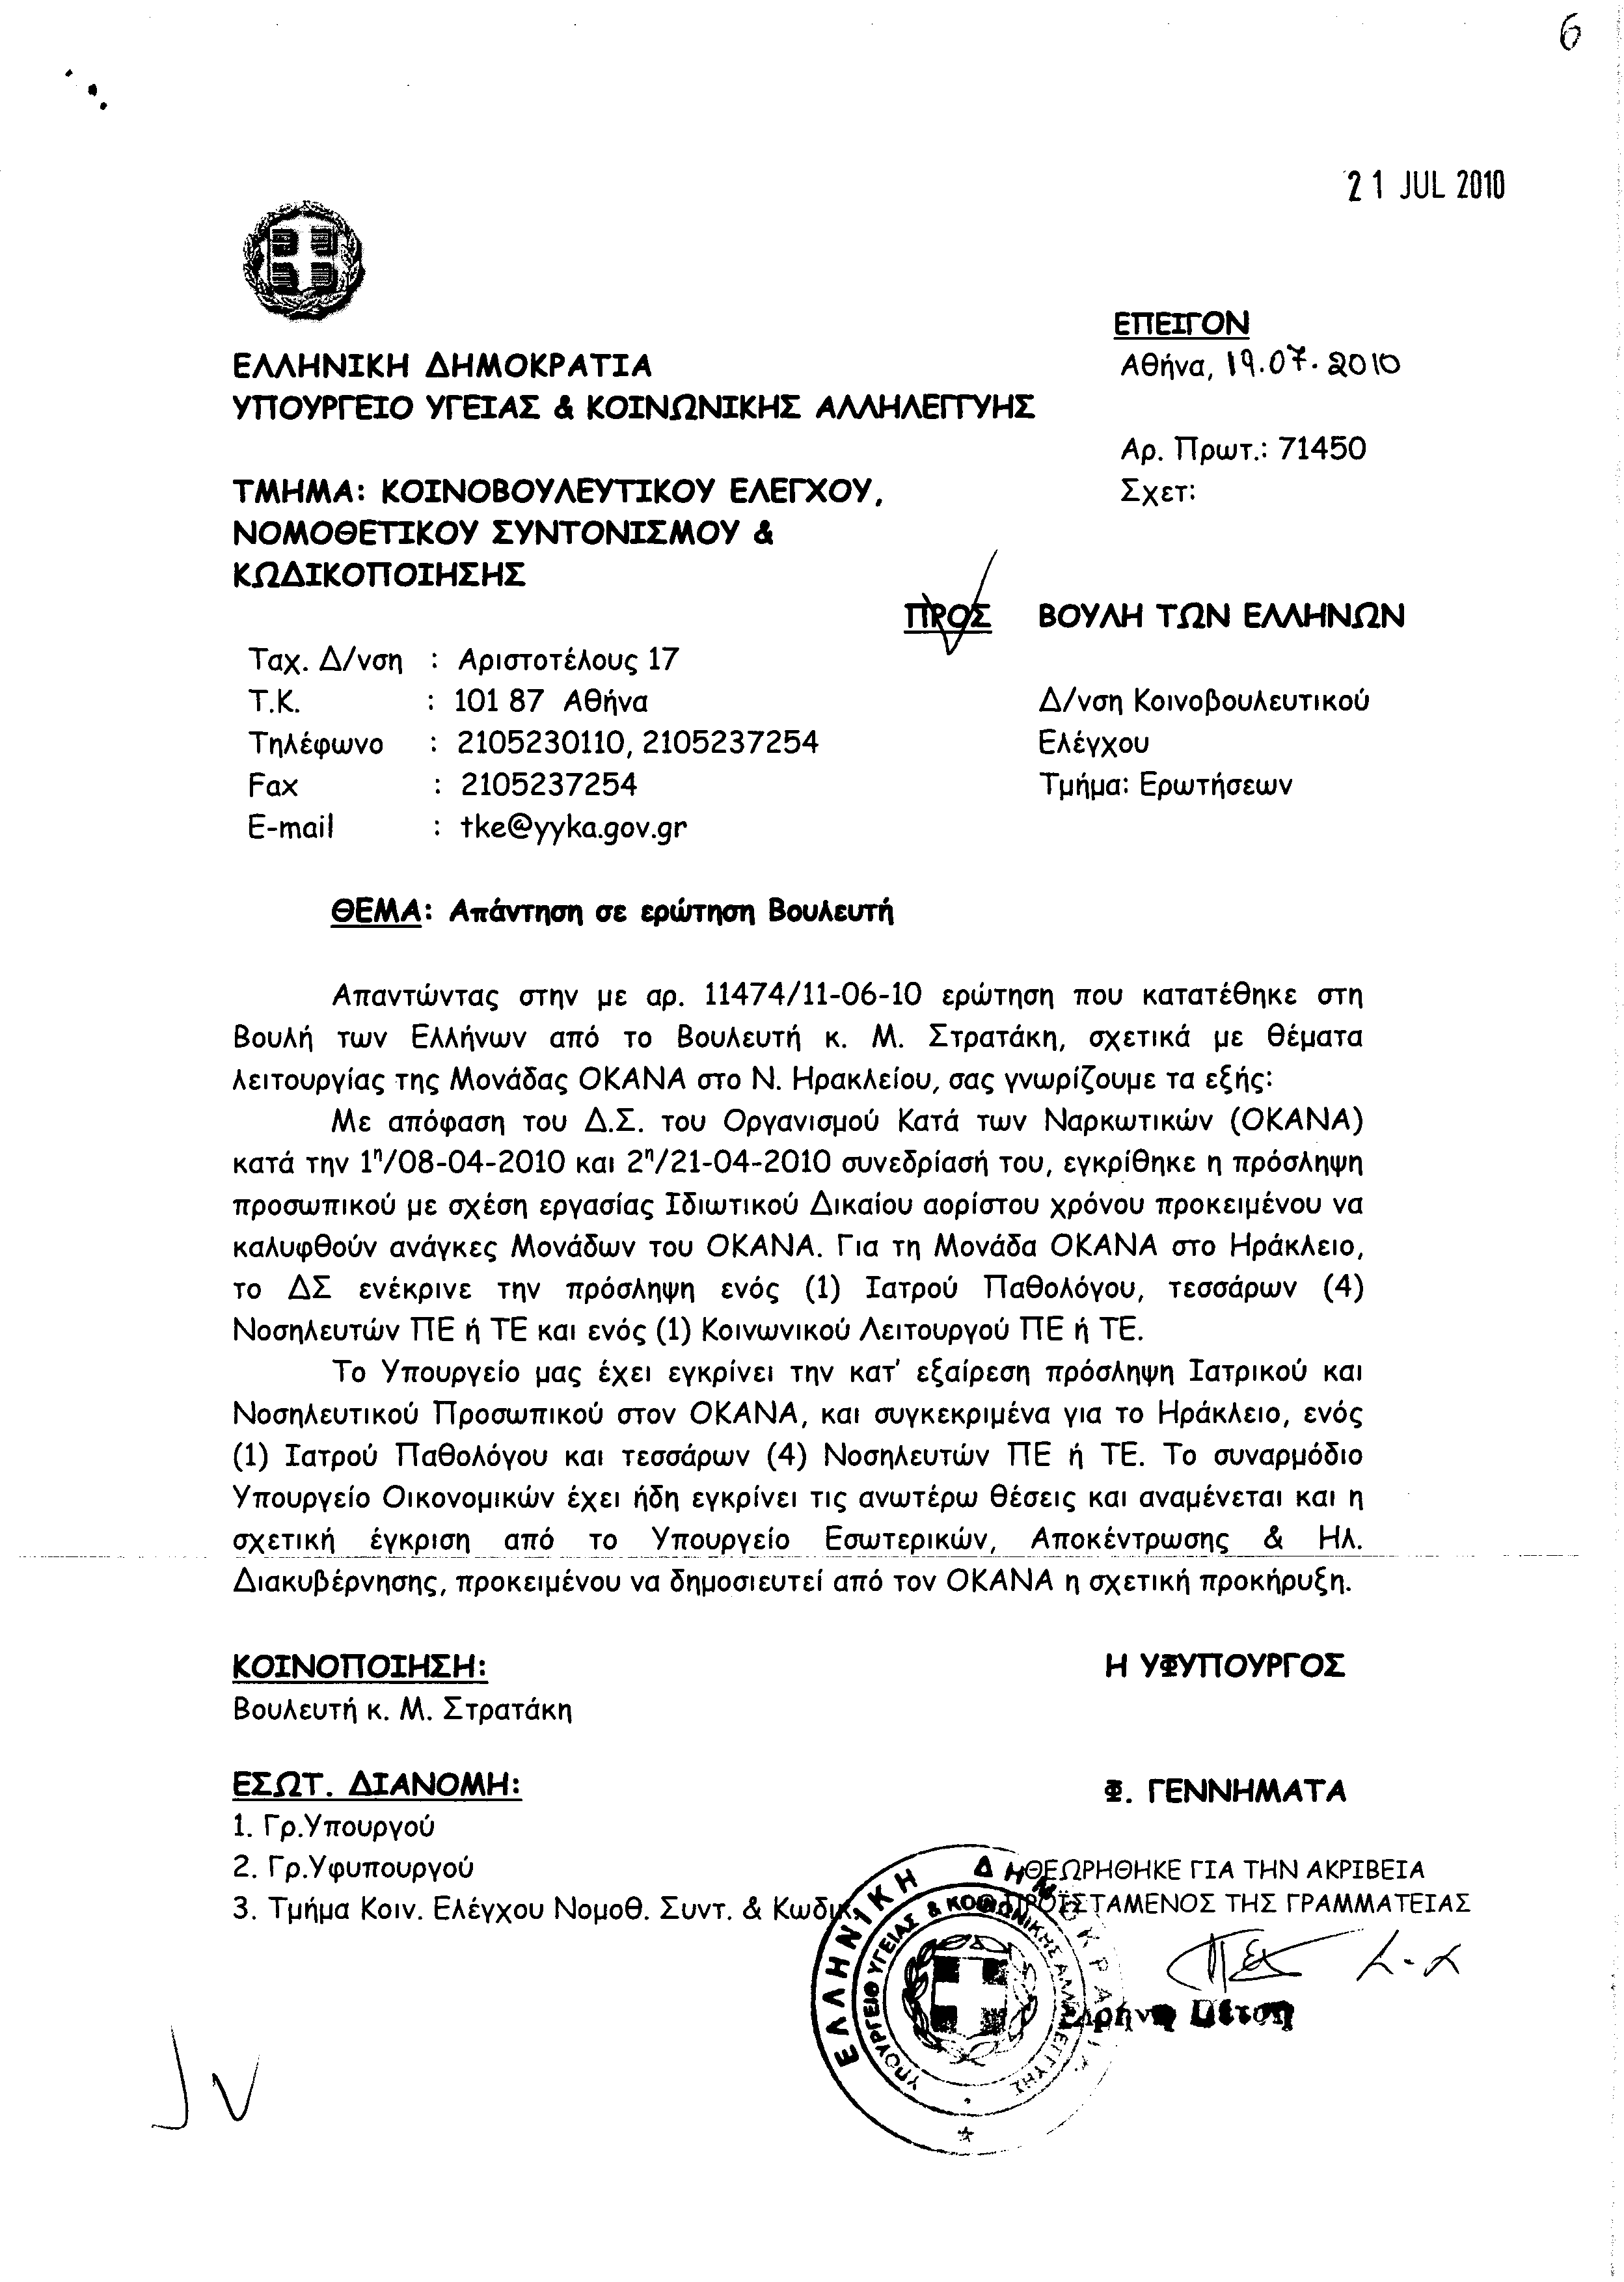 6
21 JUL 2010
ΕΠΕΙΓΟΝ
ΕΛΛΗΝΙΚΗ ΔΗΜΟΚΡΑΤΙΑ
Αθήνα, 19.07.2010
ΥΠΟΥΡΓΕΙΟ ΥΓΕΙΑΣ & ΚΟΙΝΩΝΙΚΗΣ ΑΛΛΗΛΕΓΓΥΗΣ
Αρ. Πρωτ.: 71450
ΤΜΗΜΑ: ΚΟΙΝΟΒΟΥΛΕΥΤΙΚΟΥ ΕΛΕΓΧΟΥ,
Σχετ:
ΝΟΜΟΘΕΤΙΚΟΥ ΣΥΝΤΟΝΙΣΜΟΥ &
ΚΩΔΙΚΟΠΟΙΗΣΗΣ
ΠΡΟΣ ΒΟΥΛΗ ΤΩΝ ΕΛΛΗΝΩΝ
Ταχ. Δ/νση : Αριστοτέλους 17
Τ.Κ. : 101 87 Αθήνα
Δ/νση Κοινοβουλευτικού
Τηλέφωνο : 2105230110, 2105237254
Ελέγχου
Fax : 2105237254
Τμήμα: Ερωτήσεων
E-mail : tke@yyka.gov.gr
ΘΕΜΑ: Απάντηση σε ερώτηση Βουλευτή
Απαντώντας στην με αρ. 11474/11-06-10 ερώτηση που κατατέθηκε στη
Βουλή των Ελλήνων από το Βουλευτή κ. Μ. Στρατάκη, σχετικά με θέματα
λειτουργίας της Μονάδας ΟΚΑΝΑ στο Ν. Ηρακλείου, σας γνωρίζουμε τα εξής:
Με απόφαση του Δ.Σ. του Οργανισμού Κατά των Ναρκωτικών (ΟΚΑΝΑ)
κατά την 1η/08-04-2010 και 2η/21-04-2010 συνεδρίασή του, εγκρίθηκε η πρόσληψη
προσωπικού με σχέση εργασίας Ιδιωτικού Δικαίου αορίστου χρόνου προκειμένου να
καλυφθούν ανάγκες Μονάδων του ΟΚΑΝΑ. Για τη Μονάδα ΟΚΑΝΑ στο Ηράκλειο,
το ΔΣ ενέκρινε την πρόσληψη ενός (1) Ιατρού Παθολόγου, τεσσάρων (4)
Νοσηλευτών ΠΕ ή ΤΕ και ενός (1) Κοινωνικού Λειτουργού ΠΕ ή ΤΕ.
Το Υπουργείο μας έχει εγκρίνει την κατ' εξαίρεση πρόσληψη Ιατρικού και
Νοσηλευτικού Προσωπικού στον ΟΚΑΝΑ, και συγκεκριμένα για το Ηράκλειο, ενός
(1) Ιατρού Παθολόγου και τεσσάρων (4) Νοσηλευτών ΠΕ ή ΤΕ. Το συναρμόδιο
Υπουργείο Οικονομικών έχει ήδη εγκρίνει τις ανωτέρω θέσεις και αναμένεται και η
σχετική έγκριση από το Υπουργείο Εσωτερικών, Αποκέντρωσης & Ηλ.
Διακυβέρνησης, προκειμένου να δημοσιευτεί από τον ΟΚΑΝΑ η σχετική προκήρυξη.
ΚΟΙΝΟΠΟΙΗΣΗ:
Η ΥΦΥΠΟΥΡΓΟΣ
Βουλευτή κ. Μ. Στρατάκη
ΕΣΩΤ. ΔΙΑΝΟΜΗ:
Φ. ΓΕΝΝΗΜΑΤΑ
1. Γρ.Υπουργού
2. Γρ.Υφυπουργού
ΘΕΩΡΗΘΗΚΕ ΓΙΑ ΤΗΝ ΑΚΡΙΒΕΙΑ
3. Τμήμα Κοιν. Ελέγχου Νομοθ. Συντ. & Κωδικ.
Ο ΠΡΟΪΣΤΑΜΕΝΟΣ ΤΗΣ ΓΡΑΜΜΑΤΕΙΑΣ
ΕΛΛΗΝΙΚΗ ΔΗΜΟΚΡΑΤΙΑ
ΥΠΟΥΡΓΕΙΟ ΥΓΕΙΑΣ & ΚΟΙΝΩΝΙΚΗΣ ΑΛΛΗΛΕΓΓΥΗΣ
Ειρήνη Πέτση